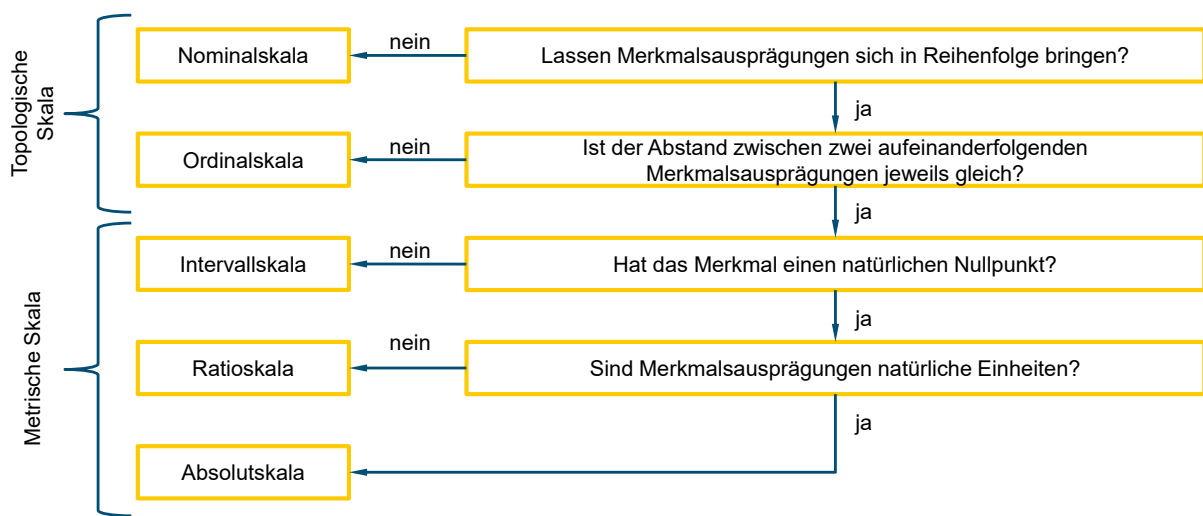 Topologische
Skala
Nominalskala
nein
Lassen Merkmalsausprägungen sich in Reihenfolge bringen?
ja
Ordinalskala
nein
Ist der Abstand zwischen zwei aufeinanderfolgenden
Merkmalsausprägungen jeweils gleich?
ja
Metrische Skala
Intervallskala
nein
Hat das Merkmal einen natürlichen Nullpunkt?
ja
Ratioskala
nein
Sind Merkmalsausprägungen natürliche Einheiten?
ja
Absolutskala